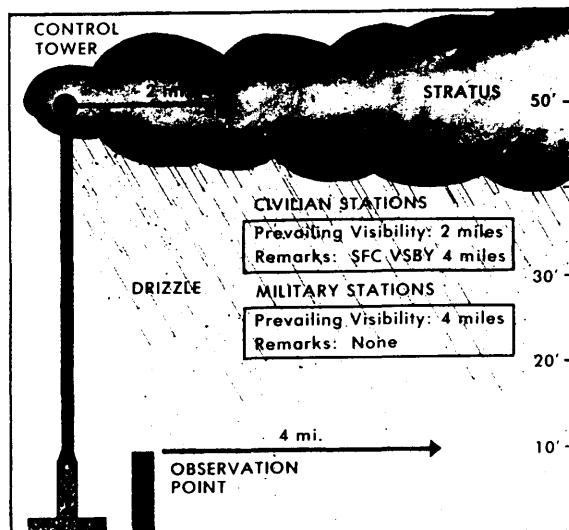 CONTROL
TOWER
2 mi.
STRATUS
50'
CIVILIAN STATIONS
Prevailing Visibility: 2 miles
Remarks: SFC VSBY 4 miles
30'
DRIZZLE
MILITARY STATIONS
Prevailing Visibility: 4 miles
Remarks: None
20'
4 mi.
10'
OBSERVATION
POINT